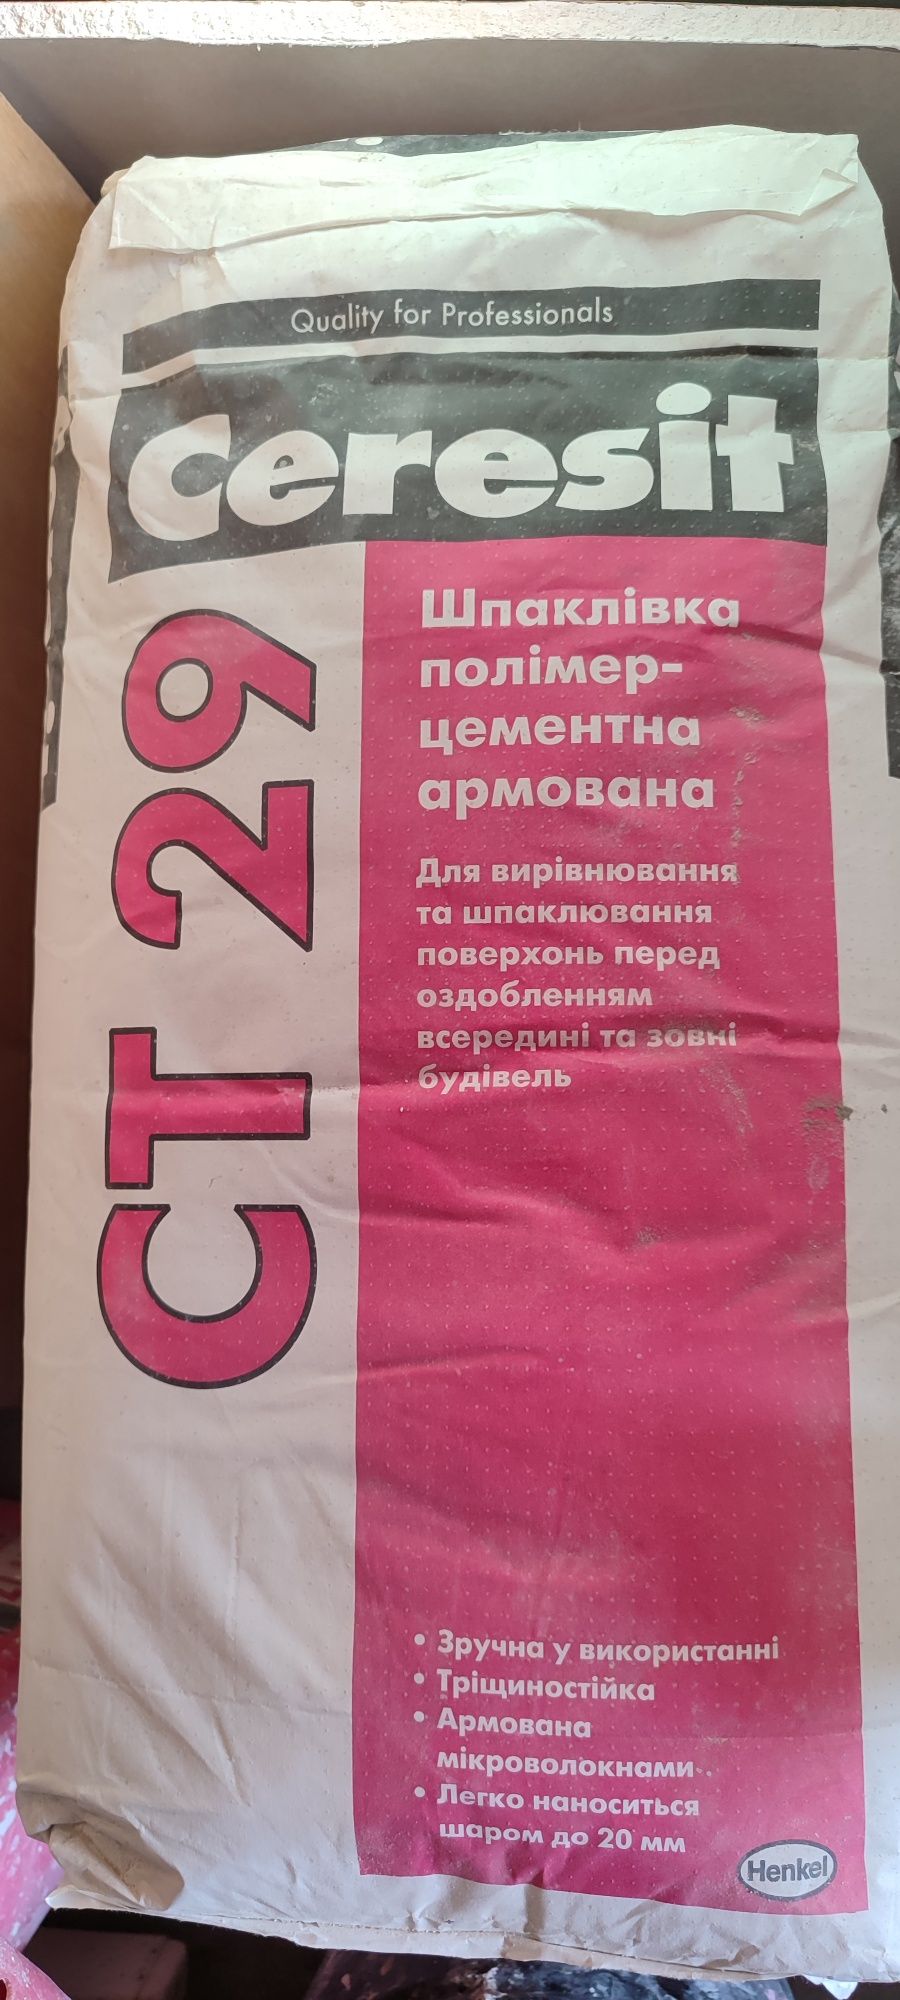 Quality for Professionals
ceresit
CT 29
Шпаклівка
полімер-
цементна
армована
Для вирівнювання
та шпаклювання
поверхонь перед
оздобленням
всередині та зовні
будівель
• Зручна у використанні
• Тріщиностійка
• Армована
мікроволокнами
• Легко наноситься
шаром до 20 мм
Henkel